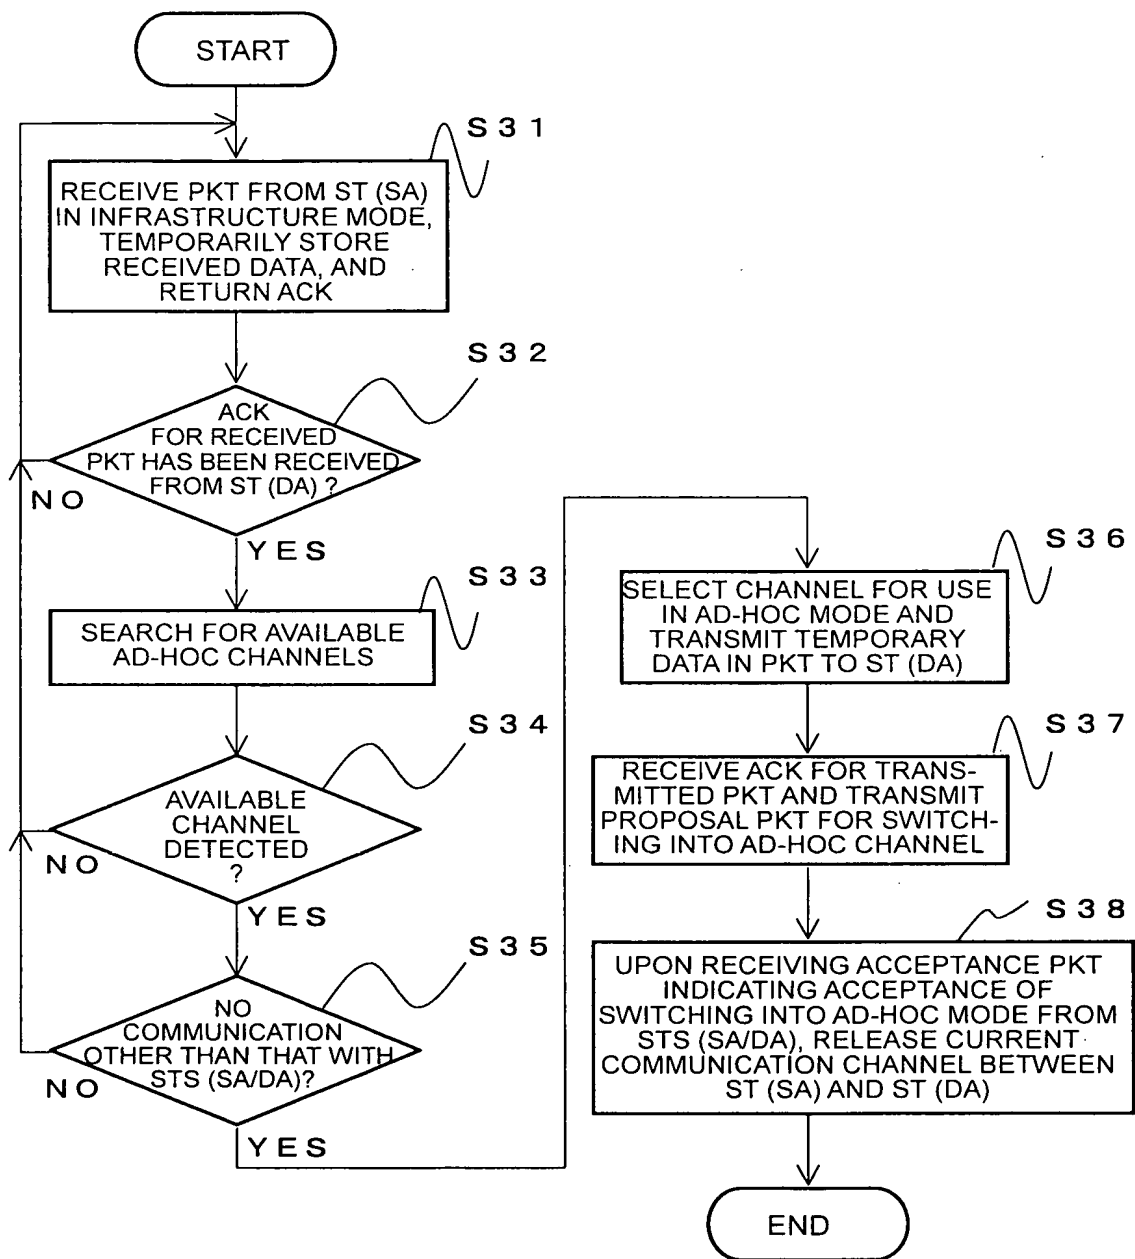 START
S31
RECEIVE PKT FROM ST (SA)
IN INFRASTRUCTURE MODE,
TEMPORARILY STORE
RECEIVED DATA, AND
RETURN ACK
S32
ACK
FOR RECEIVED
PKT HAS BEEN RECEIVED
FROM ST (DA) ?
NO
YES
S33
SEARCH FOR AVAILABLE
AD-HOC CHANNELS
S34
AVAILABLE
CHANNEL
DETECTED
?
NO
YES
S35
NO
COMMUNICATION
OTHER THAN THAT WITH
STS (SA/DA)?
NO
YES
S36
SELECT CHANNEL FOR USE
IN AD-HOC MODE AND
TRANSMIT TEMPORARY
DATA IN PKT TO ST (DA)
S37
RECEIVE ACK FOR TRANS-
MITTED PKT AND TRANSMIT
PROPOSAL PKT FOR SWITCH-
ING INTO AD-HOC CHANNEL
S38
UPON RECEIVING ACCEPTANCE PKT
INDICATING ACCEPTANCE OF
SWITCHING INTO AD-HOC MODE FROM
STS (SA/DA), RELEASE CURRENT
COMMUNICATION CHANNEL BETWEEN
ST (SA) AND ST (DA)
END